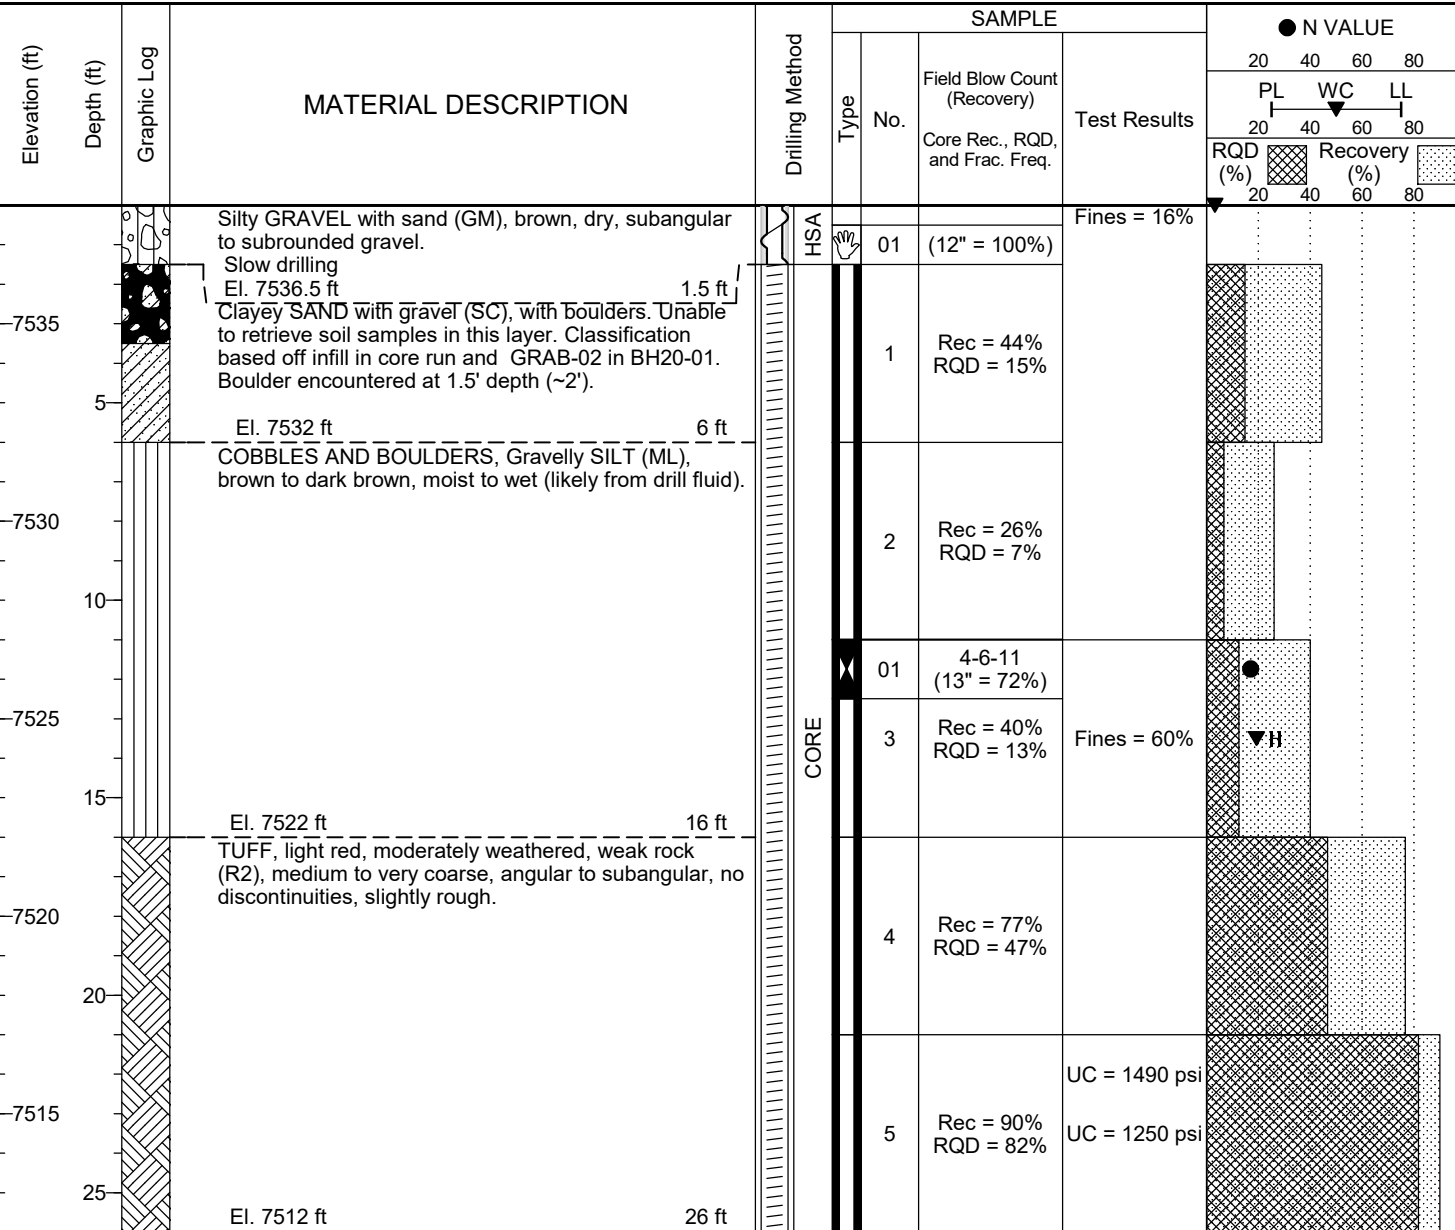 Elevation (ft)
Depth (ft)
Graphic Log
MATERIAL DESCRIPTION
Drilling Method
SAMPLE
Type
No.
Field Blow Count
(Recovery)
Core Rec., RQD,
and Frac. Freq.
Test Results
N VALUE
20 40 60 80
PL WC LL
20 40 60 80
RQD
(%)
Recovery
(%)
20 40 60 80
Silty GRAVEL with sand (GM), brown, dry, subangular
to subrounded gravel.
Slow drilling
El. 7536.5 ft 1.5 ft
HSA
01 (12" = 100%)
Fines = 16%
Clayey SAND with gravel (SC), with boulders. Unable
to retrieve soil samples in this layer. Classification
based off infill in core run and GRAB-02 in BH20-01.
Boulder encountered at 1.5' depth (~2').
7535
5
El. 7532 ft 6 ft
1
Rec = 44%
RQD = 15%
COBBLES AND BOULDERS, Gravelly SILT (ML),
brown to dark brown, moist to wet (likely from drill fluid).
7530
10
2
Rec = 26%
RQD = 7%
01
4-6-11
(13" = 72%)
7525
CORE
3
Rec = 40%
RQD = 13%
Fines = 60%
15
El. 7522 ft 16 ft
TUFF, light red, moderately weathered, weak rock
(R2), medium to very coarse, angular to subangular, no
discontinuities, slightly rough.
7520
20
4
Rec = 77%
RQD = 47%
7515
25
5
Rec = 90%
RQD = 82%
UC = 1490 psi
UC = 1250 psi
El. 7512 ft 26 ft